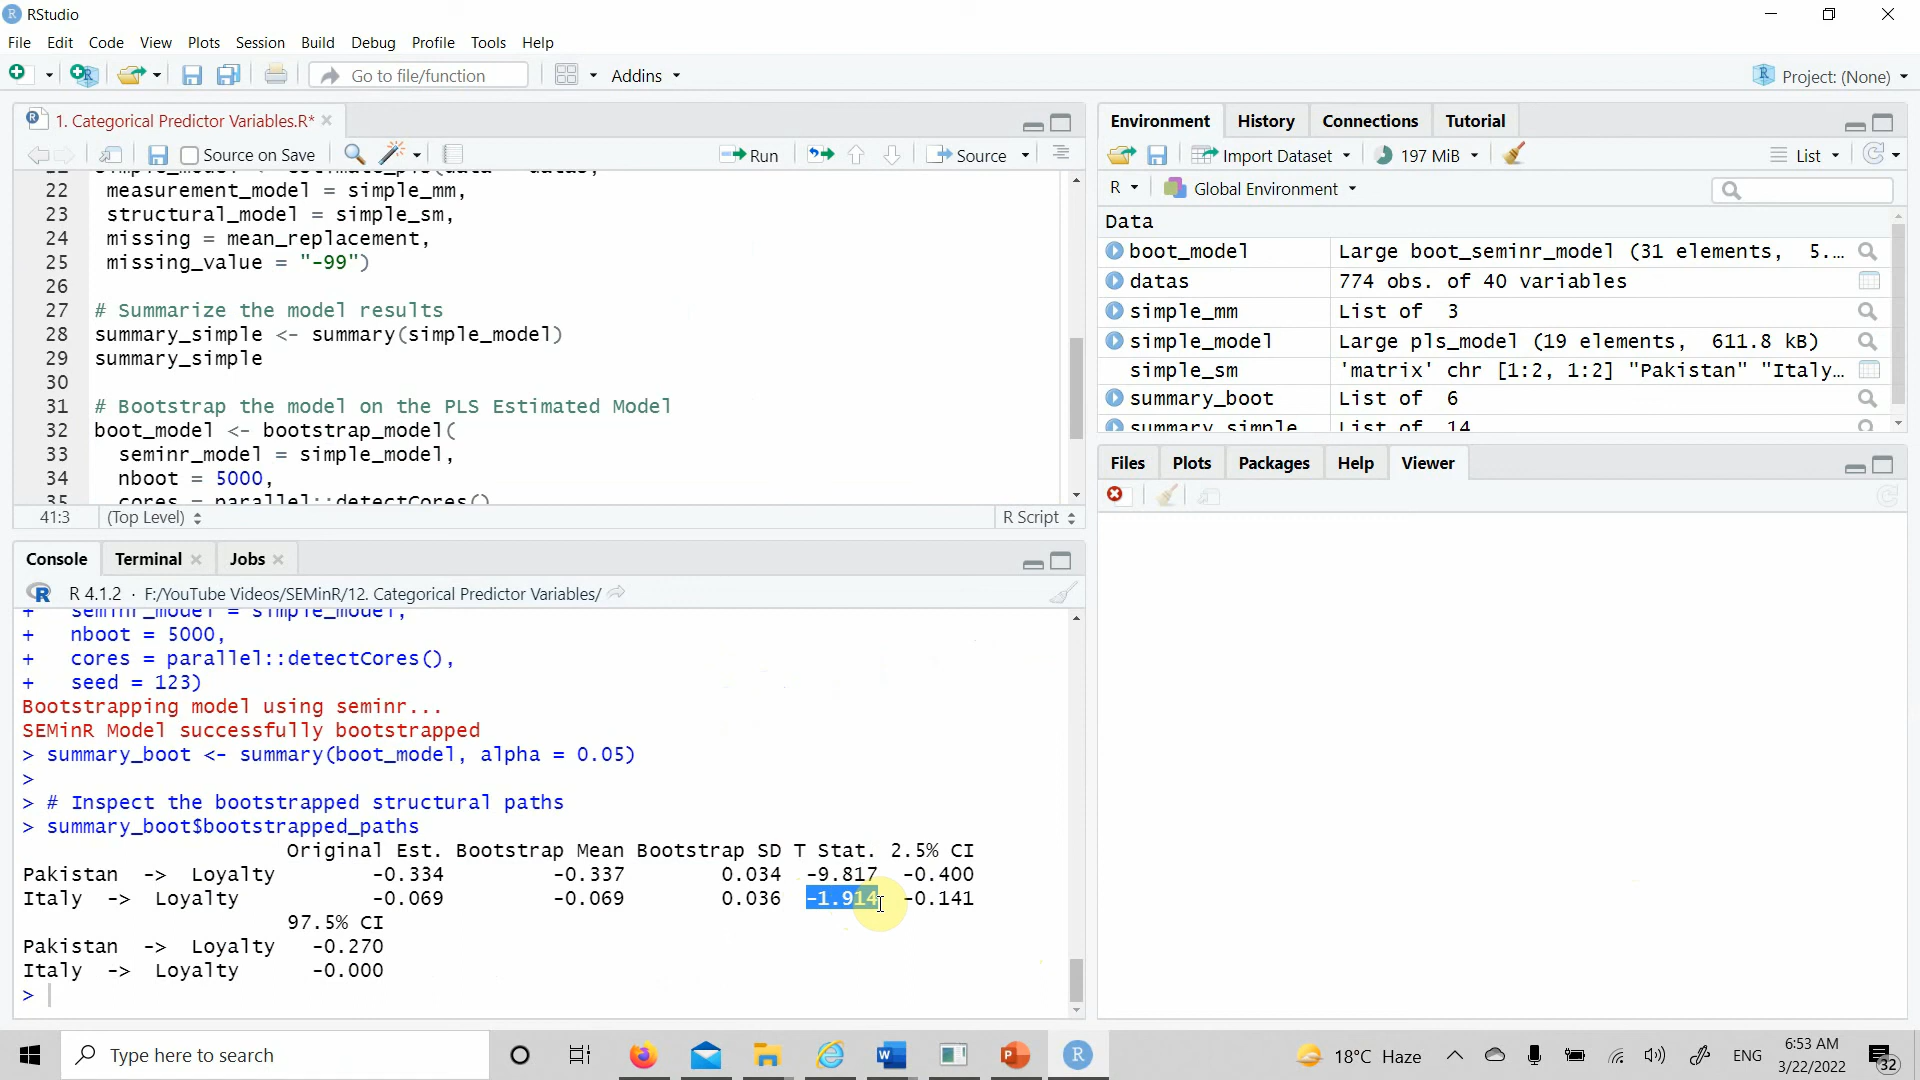 RStudio
File Edit Code View Plots Session Build Debug Profile Tools Help
Go to file/function Addins Project: (None)
1. Categorical Predictor Variables.R*
Source on Save Run Source
22 measurement_model = simple_mm,
23 structural_model = simple_sm,
24 missing = mean_replacement,
25 missing_value = "-99")
26
27 # Summarize the model results
28 summary_simple <- summary(simple_model)
29 summary_simple
30
31 # Bootstrap the model on the PLS Estimated Model
32 boot_model <- bootstrap_model(
33 seminr_model = simple_model,
34 nboot = 5000,
35 cores = parallel::detectCores()
41:3 (Top Level) R Script
Console Terminal Jobs
R 4.1.2 · F:/YouTube Videos/SEMinR/12. Categorical Predictor Variables/
+ seminr_model = simple_model,
+ nboot = 5000,
+ cores = parallel::detectCores(),
+ seed = 123)
Bootstrapping model using seminr...
SEMinR Model successfully bootstrapped
> summary_boot <- summary(boot_model, alpha = 0.05)
>
> # Inspect the bootstrapped structural paths
> summary_boot$bootstrapped_paths
Original Est. Bootstrap Mean Bootstrap SD T Stat. 2.5% CI
Pakistan -> Loyalty -0.334 -0.337 0.034 -9.817 -0.400
Italy -> Loyalty -0.069 -0.069 0.036 -1.914 -0.141
97.5% CI
Pakistan -> Loyalty -0.270
Italy -> Loyalty -0.000
>
Environment History Connections Tutorial
Import Dataset 197 MiB List
R Global Environment
Data
boot_model Large boot_seminr_model (31 elements, 5....
datas 774 obs. of 40 variables
simple_mm List of 3
simple_model Large pls_model (19 elements, 611.8 kB)
simple_sm 'matrix' chr [1:2, 1:2] "Pakistan" "Italy...
summary_boot List of 6
summary_simple List of 14
Files Plots Packages Help Viewer
Type here to search 18°C Haze ENG 6:53 AM
3/22/2022 32